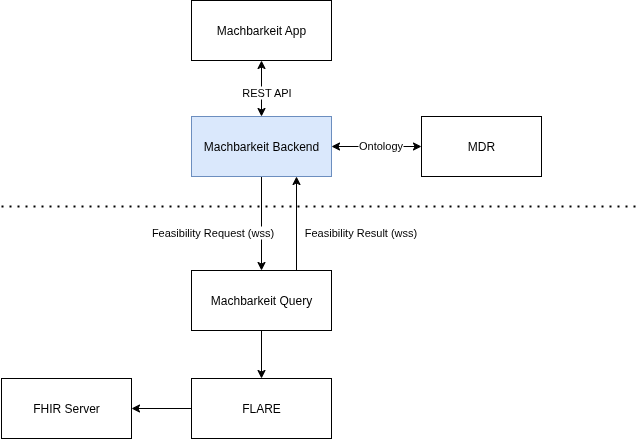 Machbarkeit App
REST API
Machbarkeit Backend
Ontology
MDR
Feasibility Request (wss)
Feasibility Result (wss)
Machbarkeit Query
FHIR Server
FLARE